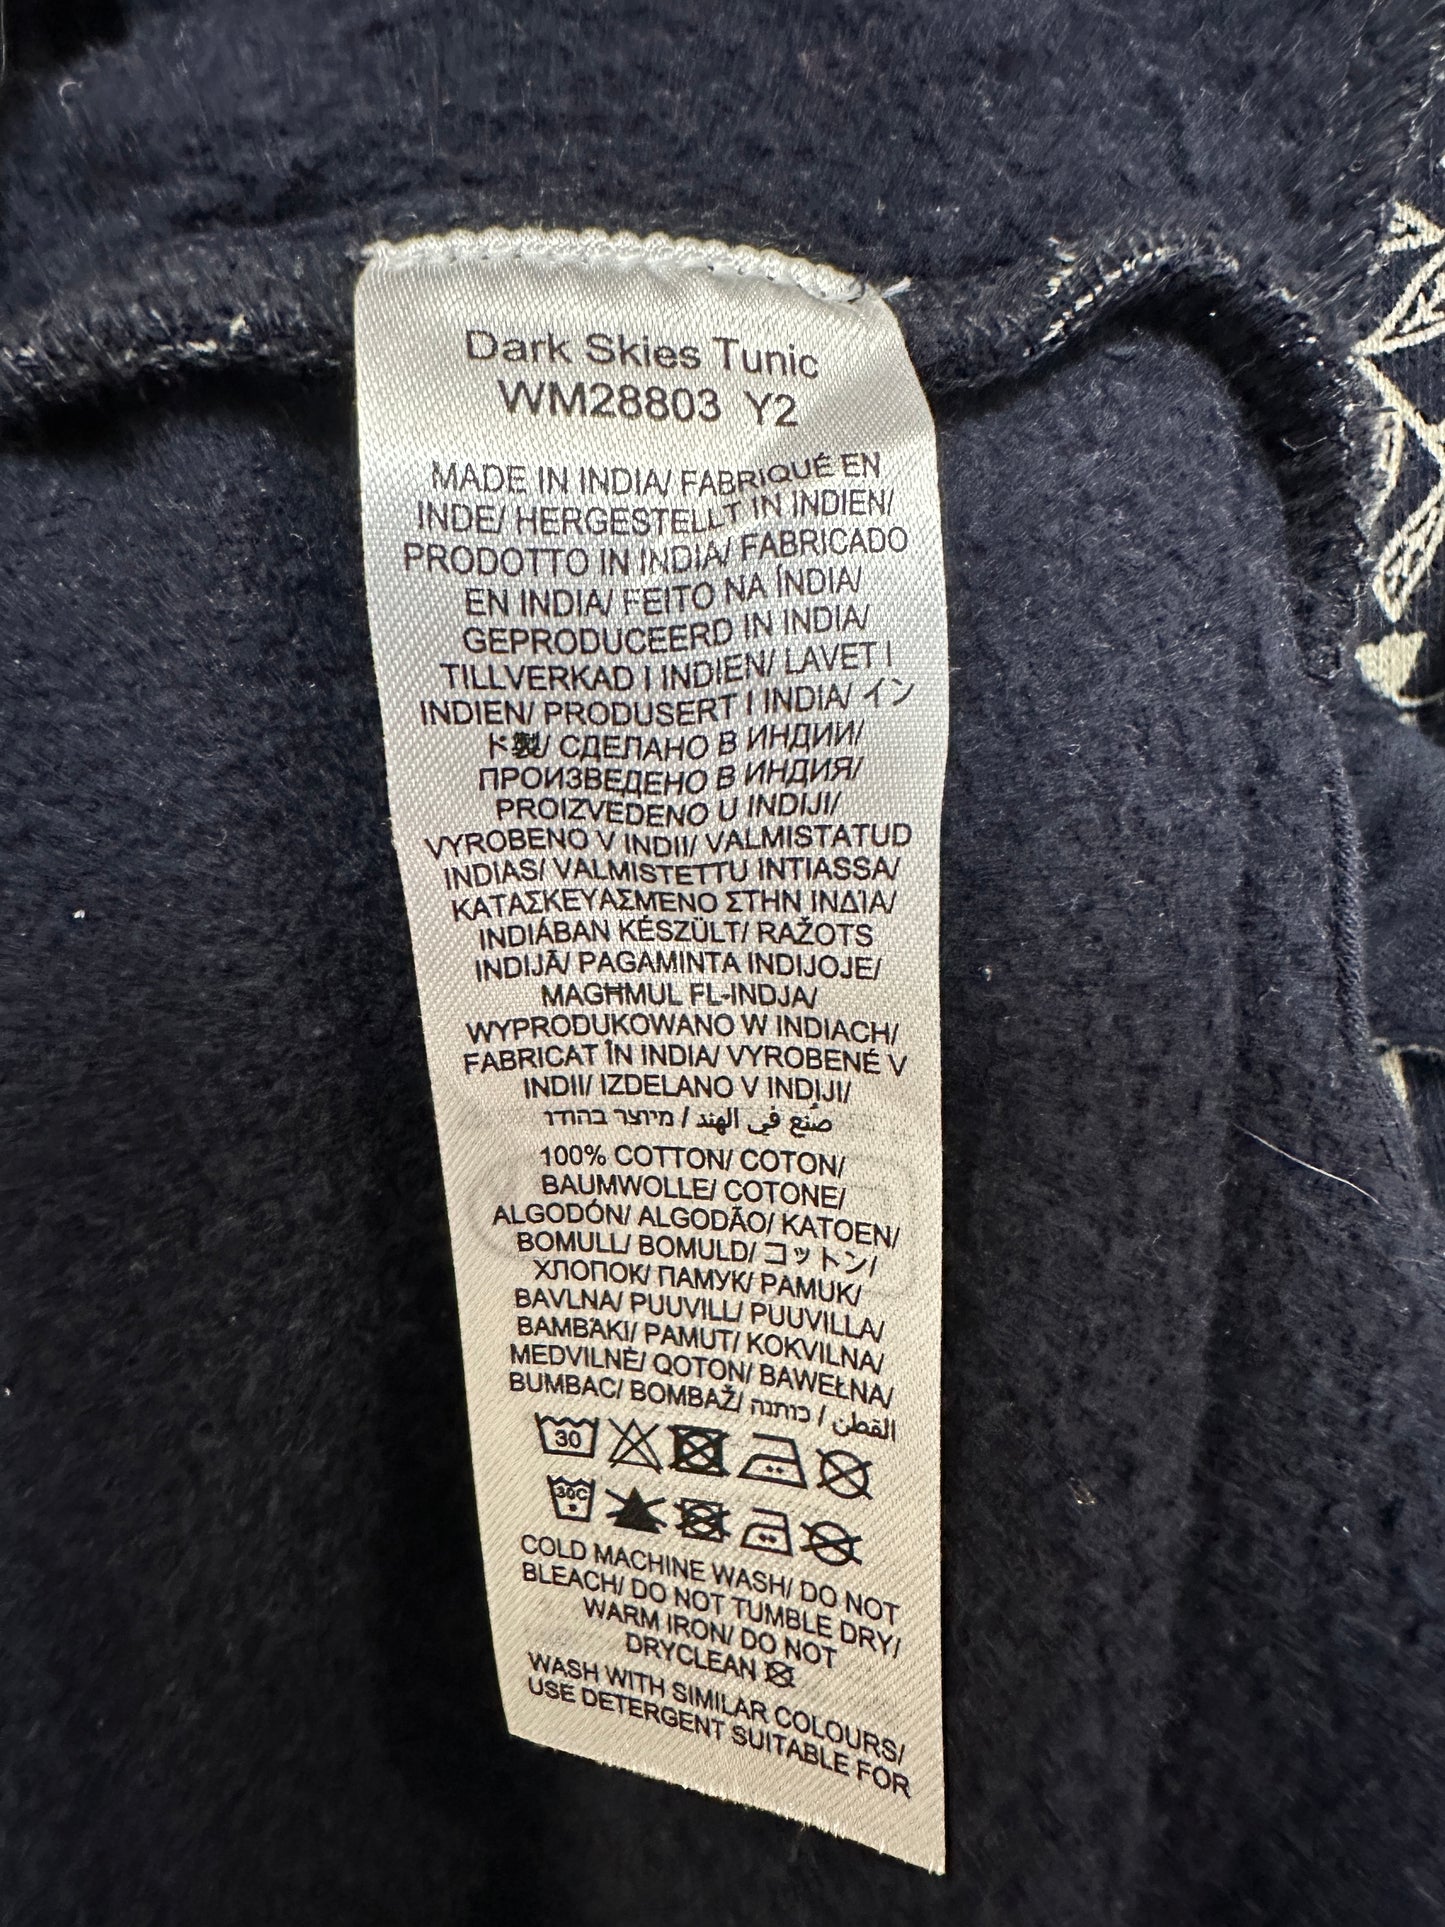 Dark Skies Tunic
WM28803 Y2
MADE IN INDIA/ FABRIQUÉ EN
INDE/ HERGESTELLT IN INDIEN/
PRODOTTO IN INDIA/ FABRICADO
EN INDIA/ FEITO NA ÍNDIA/
GEPRODUCEERD IN INDIA/
TILLVERKAD I INDIEN/ LAVET I
INDIEN/ PRODUSERT I INDIA/ イン
ド製/ СДЕЛАНО В ИНДИИ/
ПРОИЗВЕДЕНО В ИНДИЯ/
PROIZVEDENO U INDIJI/
VYROBENO V INDII/ VALMISTATUD
INDIAS/ VALMISTETTU INTIASSA/
ΚΑΤΑΣΚΕΥΑΣΜΕΝΟ ΣΤΗΝ ΙΝΔΊΑ/
INDIÁBAN KÉSZÜLT/ RAŽOTS
INDIJĀ/ PAGAMINTA INDIJOJE/
MAGĦMUL FL-INDJA/
WYPRODUKOWANO W INDIACH/
FABRICAT ÎN INDIA/ VYROBENÉ V
INDII/ IZDELANO V INDIJI/
صُنع في الهند / מיוצר בהודו
100% COTTON/ COTON/
BAUMWOLLE/ COTONE/
ALGODÓN/ ALGODÃO/ KATOEN/
BOMULL/ BOMULD/ コットン/
ХЛОПОК/ ПАМУК/ PAMUK/
BAVLNA/ PUUVILL/ PUUVILLA/
ΒΑΜΒΆΚΙ/ PAMUT/ KOKVILNA/
MEDVILNĖ/ QOTON/ BAWEŁNA/
BUMBAC/ BOMBAŽ/ القطن / כותנה
30
30C
COLD MACHINE WASH/ DO NOT
BLEACH/ DO NOT TUMBLE DRY/
WARM IRON/ DO NOT
DRYCLEAN
WASH WITH SIMILAR COLOURS/
USE DETERGENT SUITABLE FOR